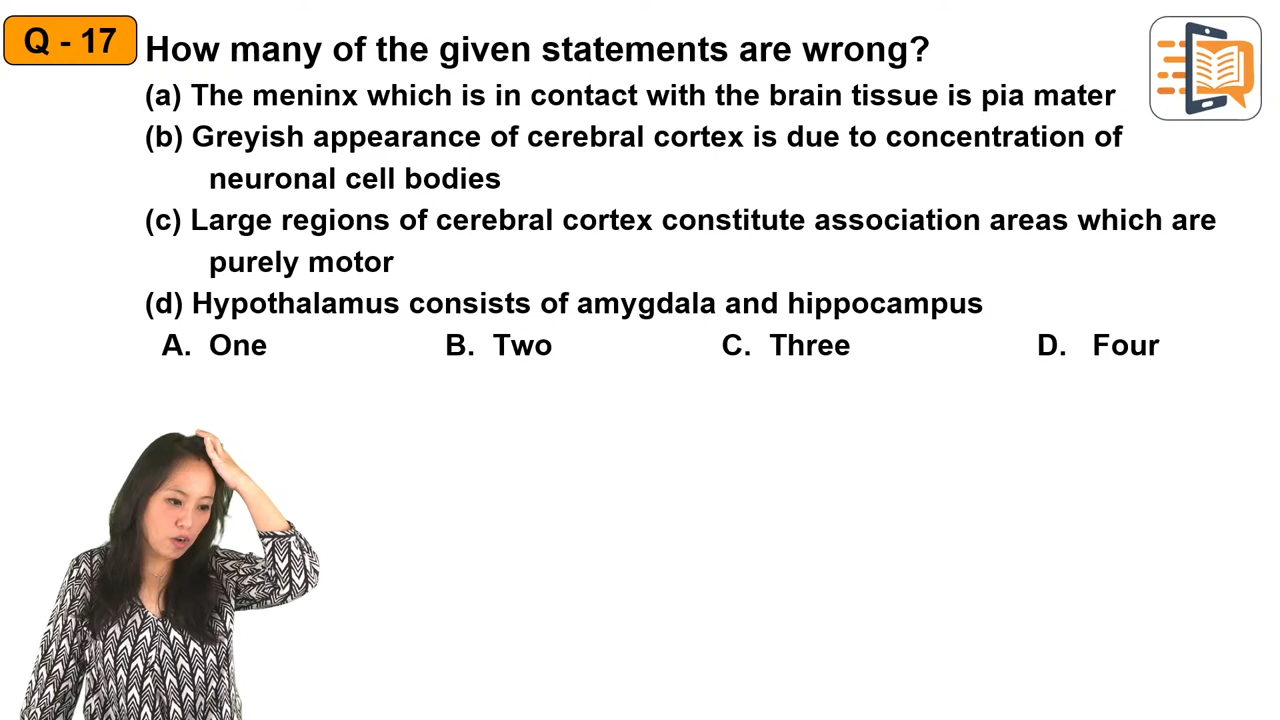 Q - 17
How many of the given statements are wrong?
(a) The meninx which is in contact with the brain tissue is pia mater
(b) Greyish appearance of cerebral cortex is due to concentration of
neuronal cell bodies
(c) Large regions of cerebral cortex constitute association areas which are
purely motor
(d) Hypothalamus consists of amygdala and hippocampus
A. One B. Two C. Three D. Four